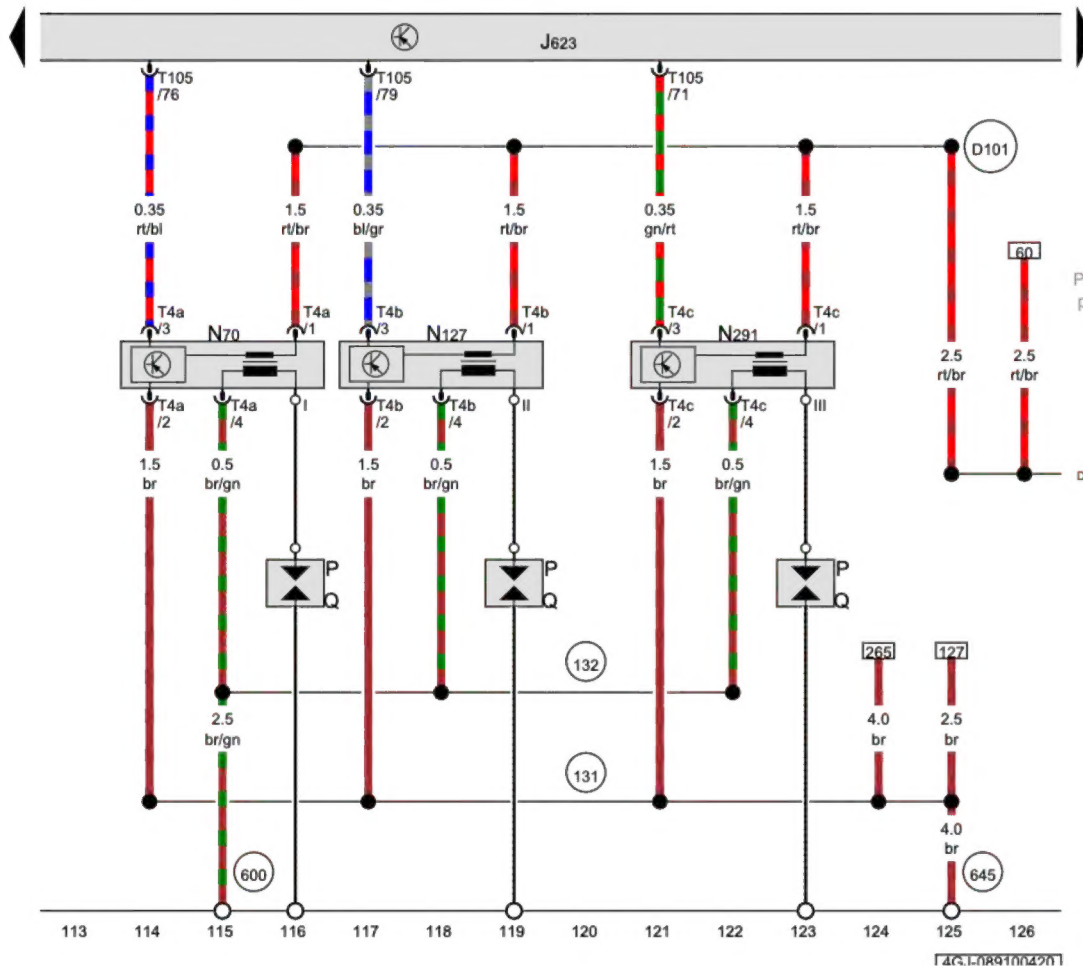 J623
T105 T105 T105
/76 /79 /71
D101
0.35 1.5 0.35 1.5 0.35 1.5
rt/bl rt/br bl/gr rt/br gn/rt rt/br
60
P
T4a T4a T4b T4b T4c T4c
/3 N70 /1 /3 N127 /1 /3 N291 /1
2.5 2.5
rt/br rt/br
T4a T4a I T4b T4b II T4c T4c III
/2 /4 /2 /4 /2 /4
1.5 0.5 1.5 0.5 1.5 0.5
br br/gn br br/gn br br/gn
D
P P P
Q Q Q
132 265 127
2.5 4.0 2.5
br/gn br br
131
4.0
br
600 645
113 114 115 116 117 118 119 120 121 122 123 124 125 126
4GJ-089100420